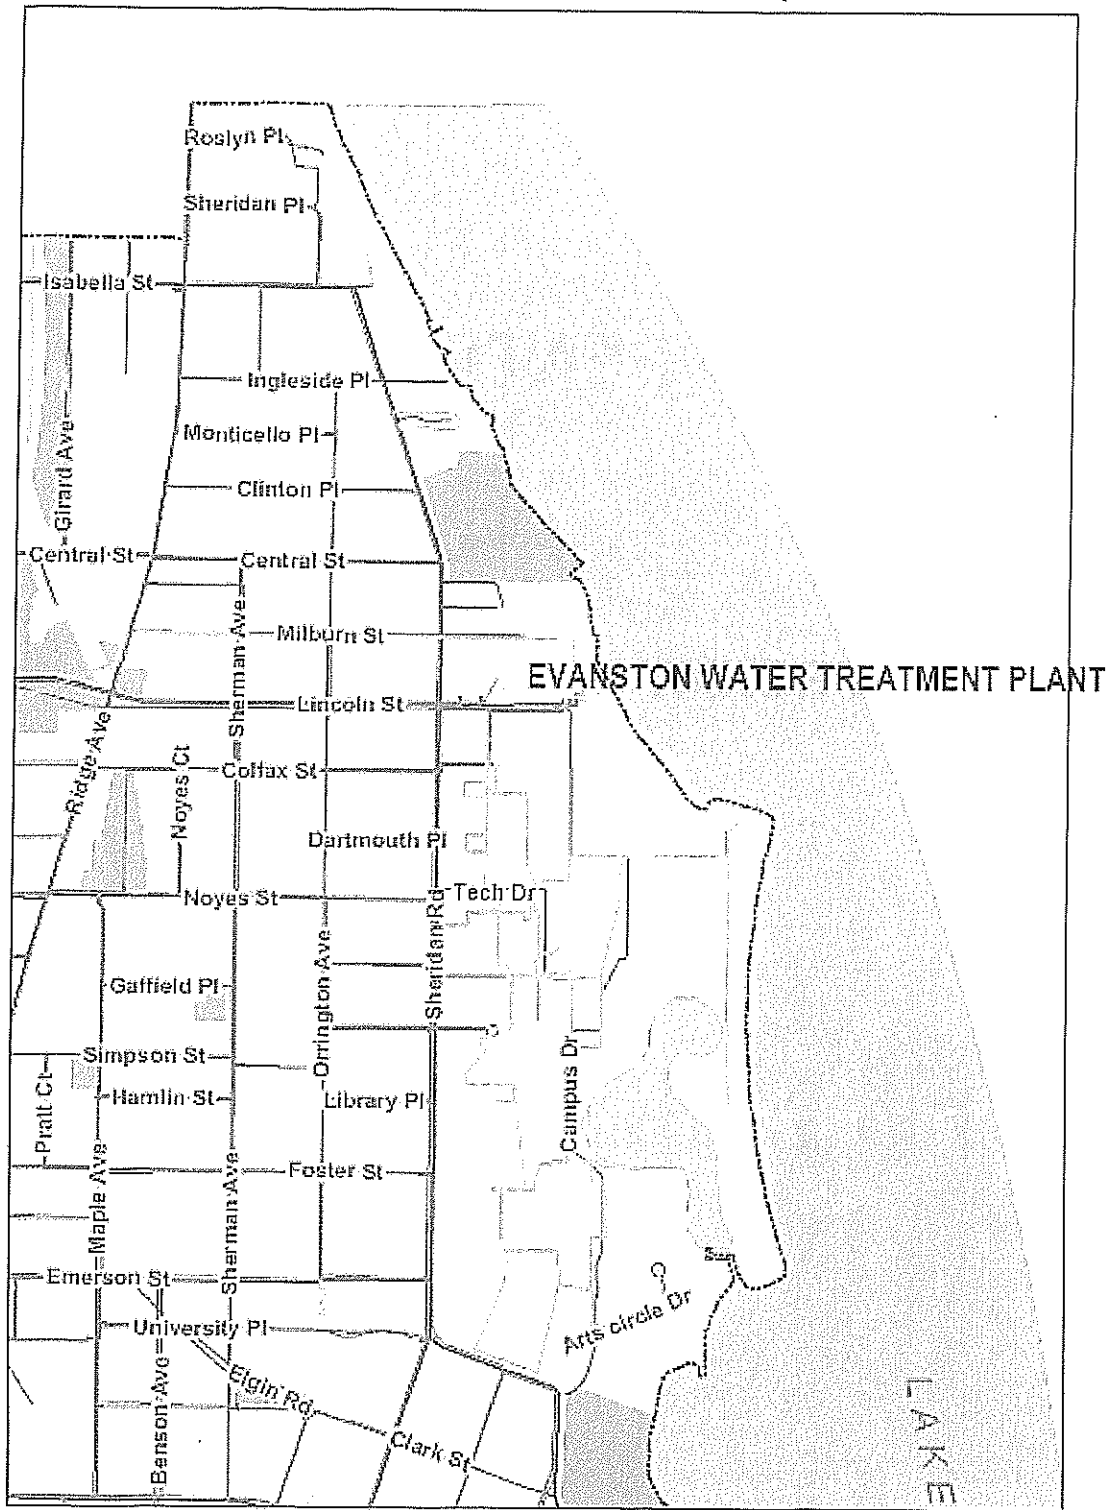 Roslyn Pl
Sheridan Pl
Isabella St
Ingleside Pl
Girard Ave
Monticello Pl
Clinton Pl
Central St
Central St
Sherman Ave
Milburn St
EVANSTON WATER TREATMENT PLANT
Lincoln St
Ridge Ave
Noyes Ct
Colfax St
Dartmouth Pl
Noyes St
Tech Dr
Sheridan Rd
Orrington Ave
Gaffield Pl
Simpson St
Pratt Ct
Hamlin St
Library Pl
Campus Dr
Maple Ave
Foster St
Sherman Ave
Emerson St
Arts circle Dr
University Pl
Benson Ave
Elgin Rd
Clark St
LAKE